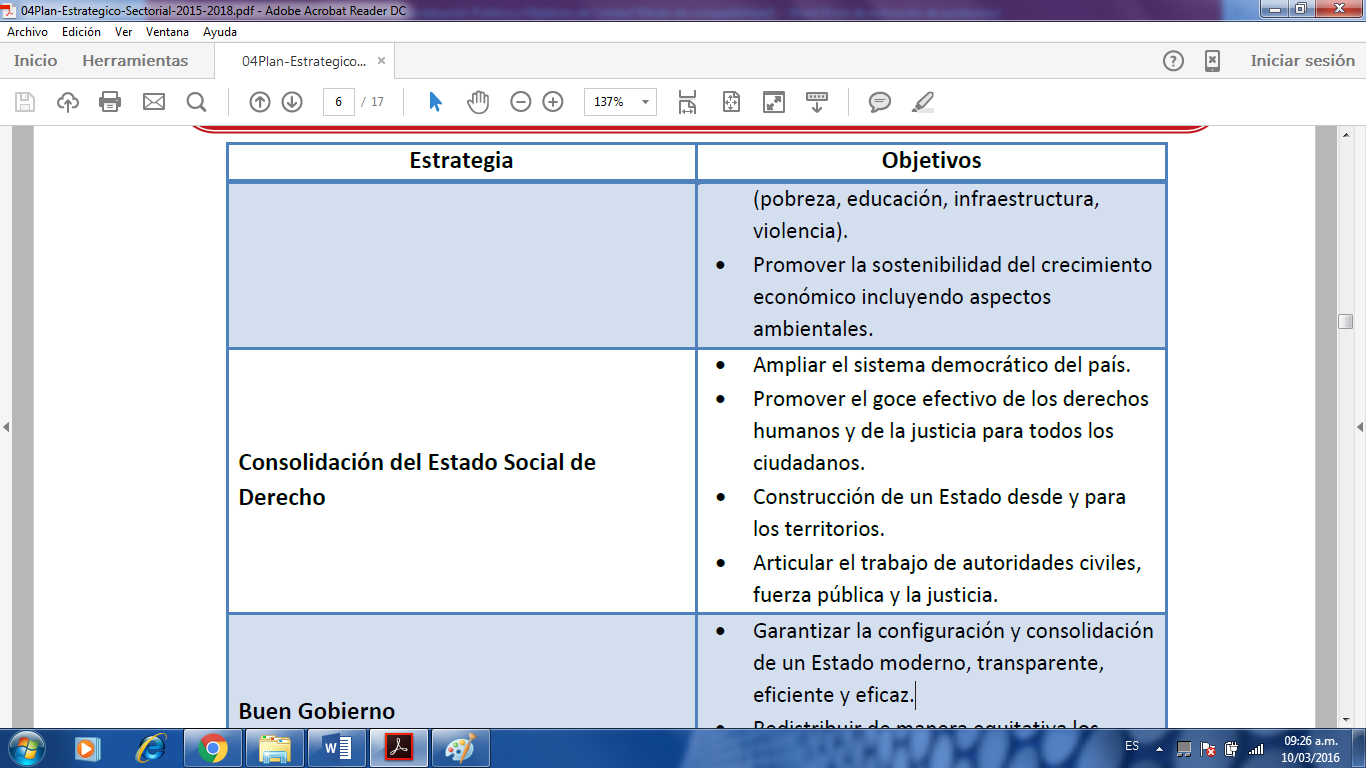 04Plan-Estrategico-Sectorial-2015-2018.pdf - Adobe Acrobat Reader DC
Archivo Edición Ver Ventana Ayuda
Inicio Herramientas 04Plan-Estrategico... × Iniciar sesión
6 / 17 137%
Estrategia Objetivos
(pobreza, educación, infraestructura,
violencia).
• Promover la sostenibilidad del crecimiento
económico incluyendo aspectos
ambientales.
Consolidación del Estado Social de
Derecho
• Ampliar el sistema democrático del país.
• Promover el goce efectivo de los derechos
humanos y de la justicia para todos los
ciudadanos.
• Construcción de un Estado desde y para
los territorios.
• Articular el trabajo de autoridades civiles,
fuerza pública y la justicia.
Buen Gobierno
• Garantizar la configuración y consolidación
de un Estado moderno, transparente,
eficiente y eficaz.
• Redistribuir de manera equitativa los
ES 09:26 a.m.
10/03/2016